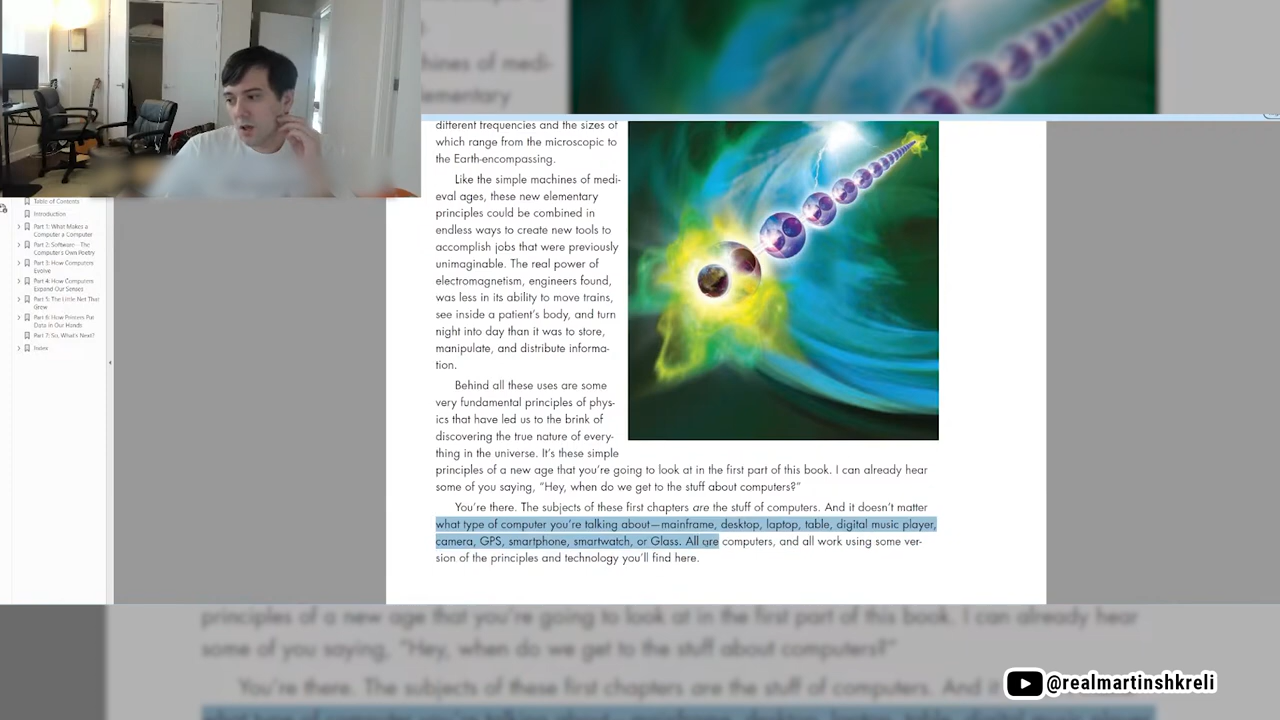 hines of medi-
lementary
different frequencies and the sizes of
which range from the microscopic to
the Earth-encompassing.
Like the simple machines of medi-
eval ages, these new elementary
principles could be combined in
endless ways to create new tools to
accomplish jobs that were previously
unimaginable. The real power of
electromagnetism, engineers found,
was less in its ability to move trains,
see inside a patient's body, and turn
night into day than it was to store,
manipulate, and distribute informa-
tion.
Behind all these uses are some
very fundamental principles of phys-
ics that have led us to the brink of
discovering the true nature of every-
thing in the universe. It's these simple
principles of a new age that you're going to look at in the first part of this book. I can already hear
some of you saying, "Hey, when do we get to the stuff about computers?"
You're there. The subjects of these first chapters are the stuff of computers. And it doesn't matter
what type of computer you're talking about—mainframe, desktop, laptop, table, digital music player,
camera, GPS, smartphone, smartwatch, or Glass. All are computers, and all work using some ver-
sion of the principles and technology you'll find here.
Table of Contents
Introduction
Part 1: What Makes a
Computer a Computer
Part 2: Software—The
Computer's Own Poetry
Part 3: How Computers
Evolve
Part 4: How Computers
Expand Our Senses
Part 5: The Little Net That
Grew
Part 6: How Printers Put
Data in Our Hands
Part 7: So, What's Next?
Index
principles of a new age that you're going to look at in the first part of this book. I can already hear
some of you saying, "Hey, when do we get to the stuff about computers?"
You're there. The subjects of these first chapters are the stuff of computers. And i
@realmartinshkreli